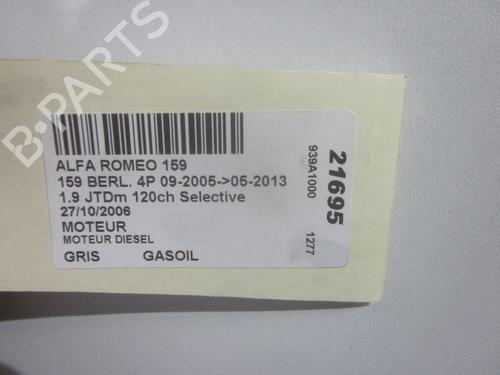 B-PARTS
ALFA ROMEO 159
159 BERL. 4P 09-2005->05-2013
1.9 JTDm 120ch Selective
27/10/2006
MOTEUR
MOTEUR DIESEL
GRIS GASOIL
939A1000 1277
21695